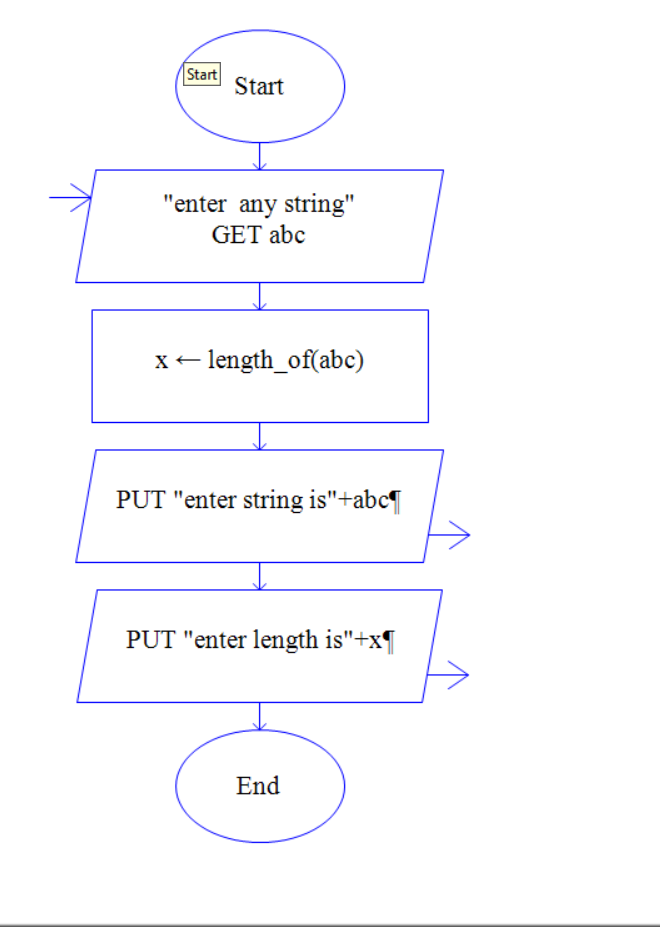 Start
Start
"enter  any string"
GET abc
x ← length_of(abc)
PUT "enter string is"+abc¶
PUT "enter length is"+x¶
End